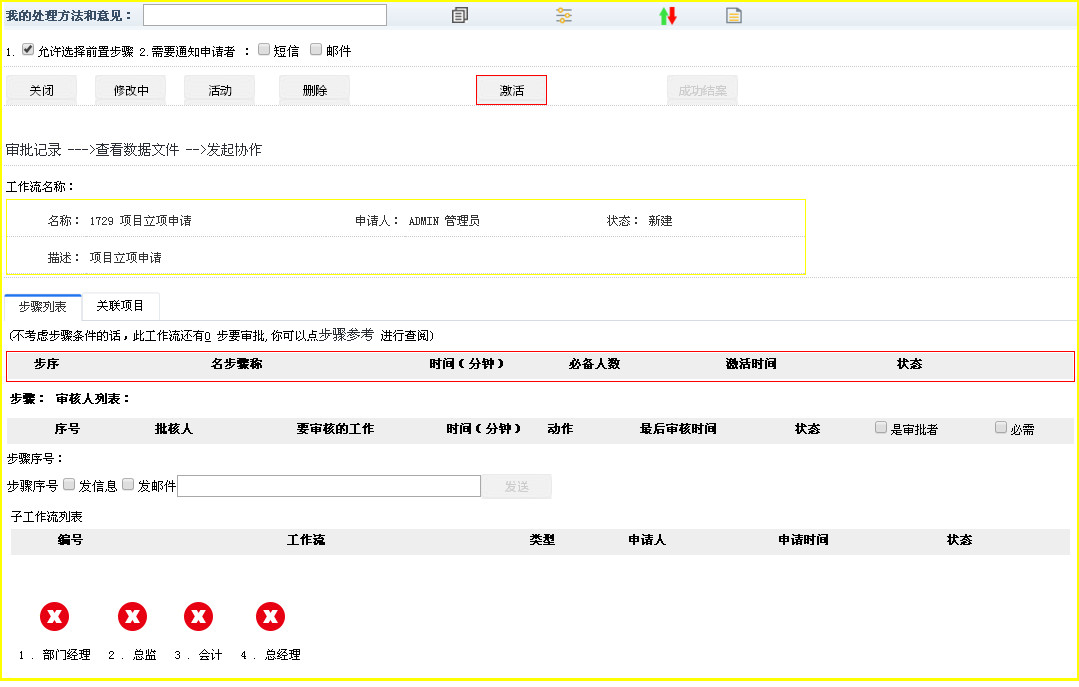 我的处理方法和意见：
1. 允许选择前置步骤 2.需要通知申请者 ： 短信 邮件
关闭 修改中 活动 删除 激活 成功结案
审批记录 --->查看数据文件 -->发起协作
工作流名称：
名称： 1729 项目立项申请 申请人： ADMIN 管理员 状态： 新建
描述： 项目立项申请
步骤列表 关联项目
(不考虑步骤条件的话，此工作流还有0 步要审批,你可以点步骤参考 进行查阅)
步序 名步骤称 时间（分钟） 必备人数 激活时间 状态
步骤： 审核人列表：
序号 批核人 要审核的工作 时间（分钟） 动作 最后审核时间 状态 是审批者 必需
步骤序号：
步骤序号 发信息 发邮件 发送
子工作流列表
编号 工作流 类型 申请人 申请时间 状态
1 . 部门经理 2 . 总监 3 . 会计 4 . 总经理